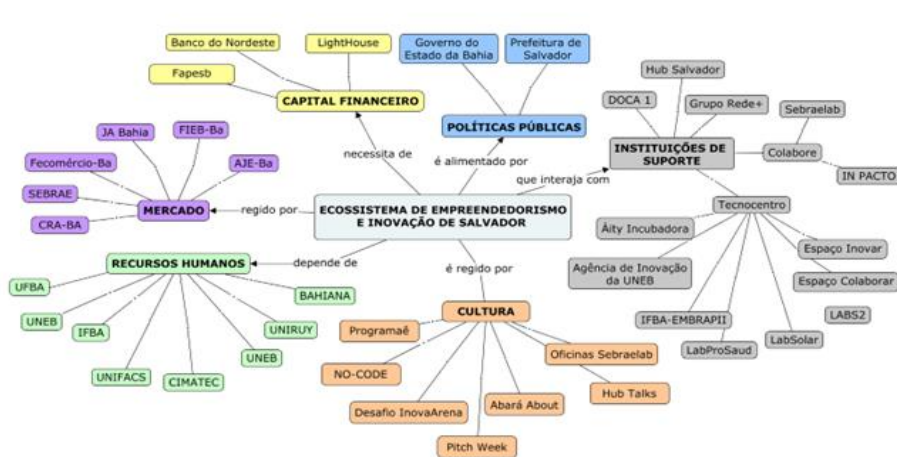 Banco do Nordeste
LightHouse
Fapesb
CAPITAL FINANCEIRO
Governo do
Estado da Bahia
Prefeitura de
Salvador
POLÍTICAS PÚBLICAS
Hub Salvador
DOCA 1
Grupo Rede+
Sebraelab
INSTITUIÇÕES DE
SUPORTE
Colabore
IN PACTO
JA Bahia
FIEB-Ba
Fecomércio-Ba
AJE-Ba
SEBRAE
MERCADO
CRA-BA
necessita de
é alimentado por
que interaja com
regido por
ECOSSISTEMA DE EMPREENDEDORISMO
E INOVAÇÃO DE SALVADOR
depende de
é regido por
Tecnocentro
Áity Incubadora
Espaço Inovar
Agência de Inovação
da UNEB
Espaço Colaborar
IFBA-EMBRAPII
LABS2
LabProSaud
LabSolar
RECURSOS HUMANOS
UFBA
BAHIANA
UNEB
IFBA
UNIRUY
UNEB
UNIFACS
CIMATEC
CULTURA
Programaê
Oficinas Sebraelab
NO-CODE
Hub Talks
Desafio InovaArena
Abará About
Pitch Week